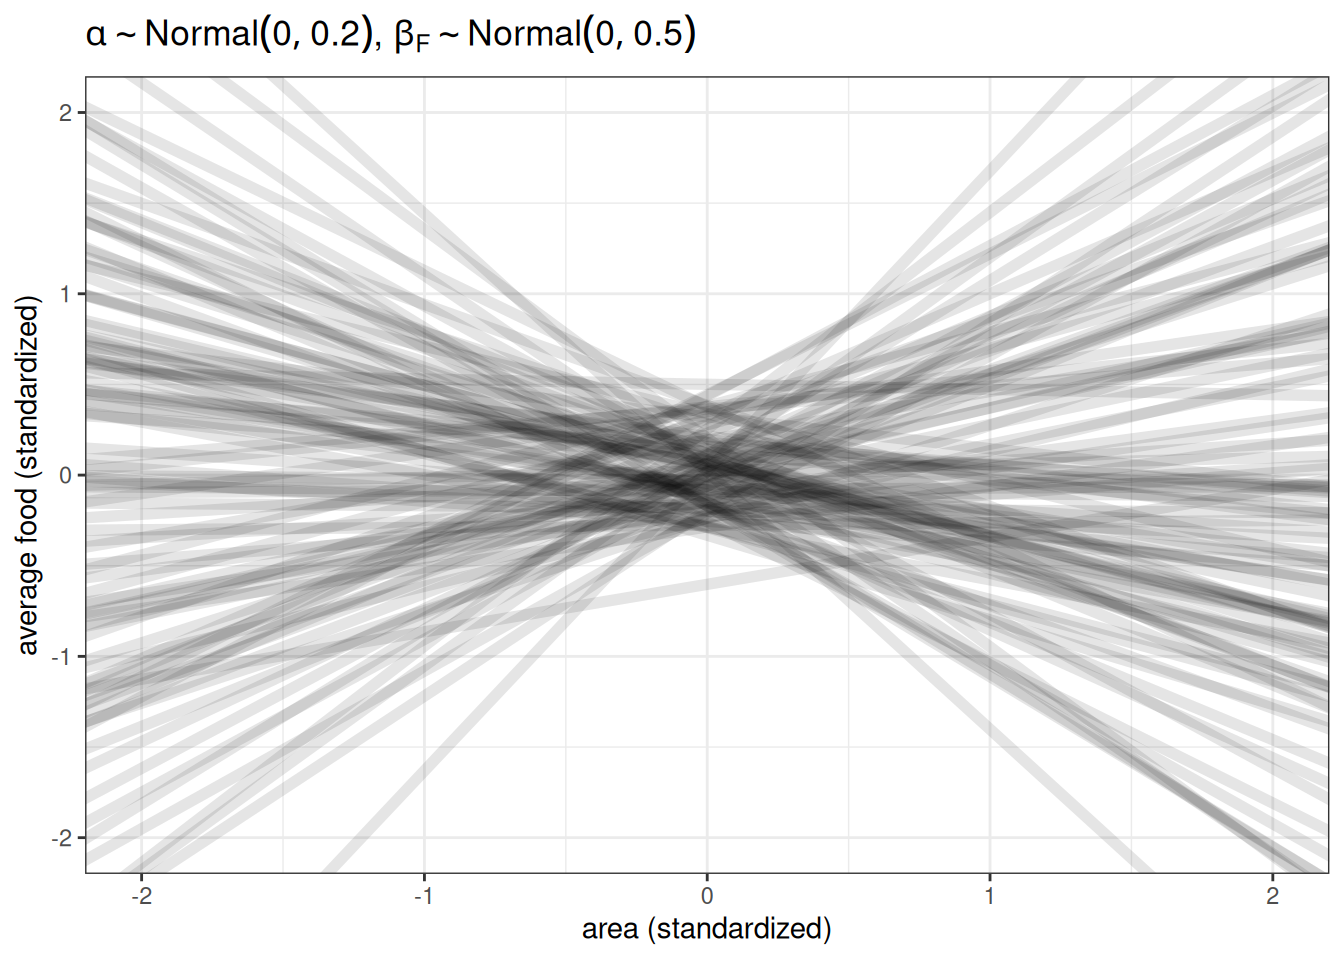 α ~ Normal(0, 0.2), β_F ~ Normal(0, 0.5)
average food (standardized)
2
1
0
-1
-2
-2 -1 0 1 2
area (standardized)